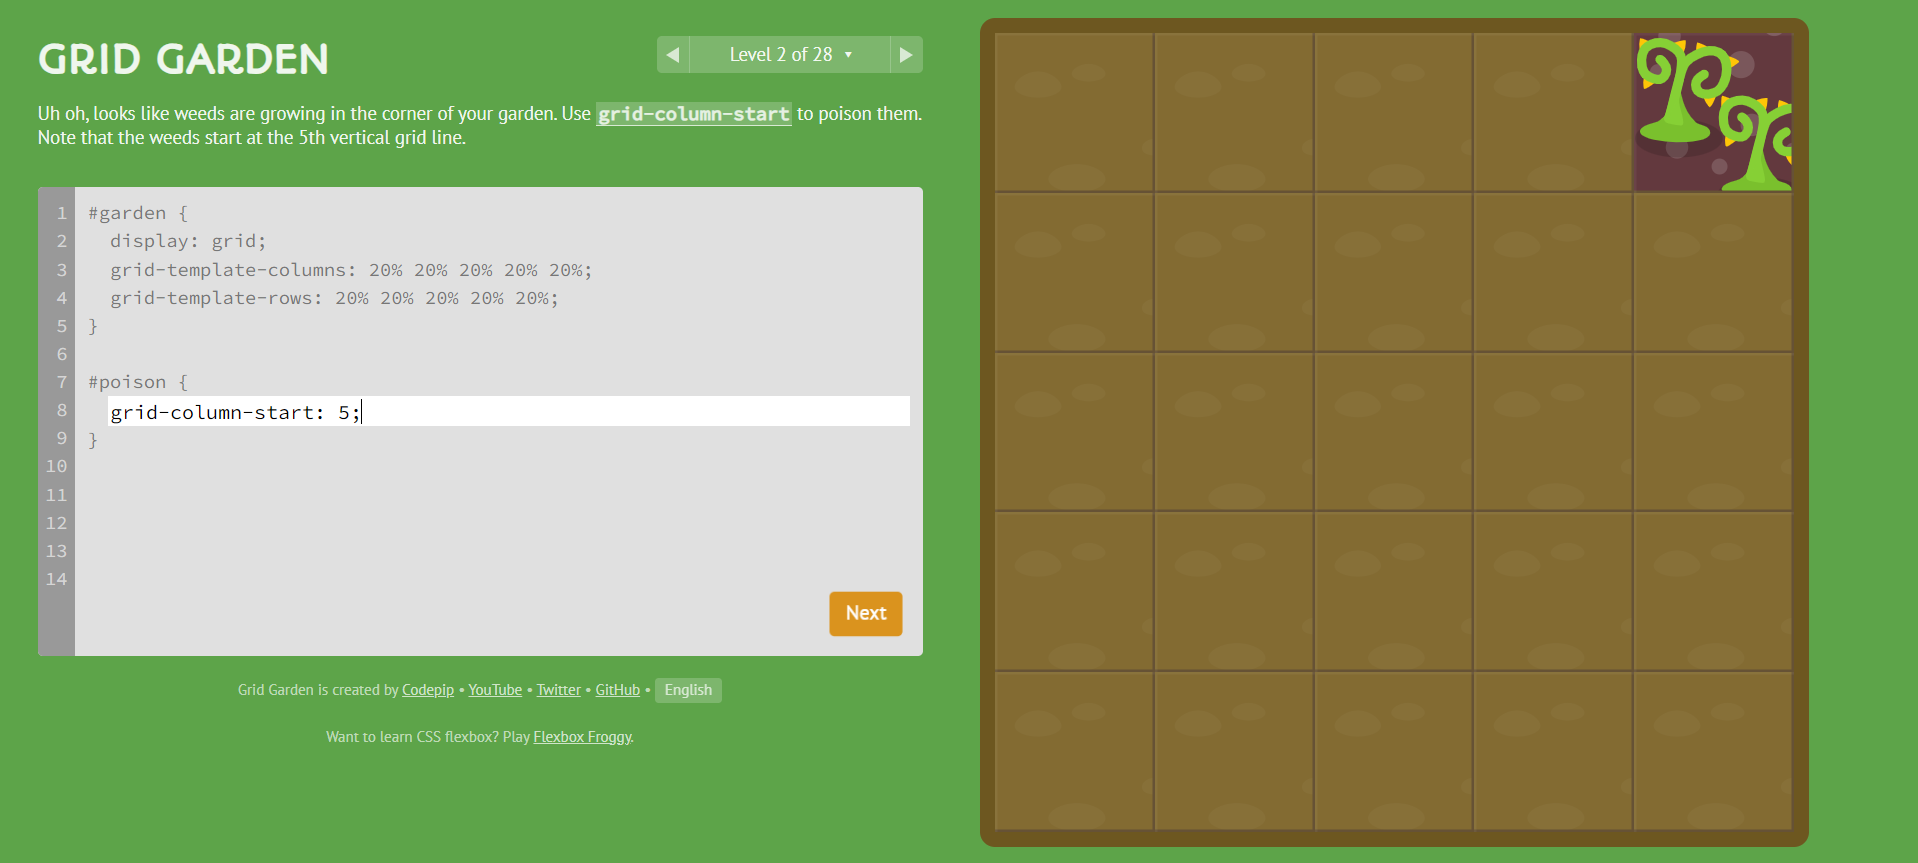 GRID GARDEN
◀ Level 2 of 28 ▼ ▶
Uh oh, looks like weeds are growing in the corner of your garden. Use grid-column-start to poison them.
Note that the weeds start at the 5th vertical grid line.
1 #garden {
2 display: grid;
3 grid-template-columns: 20% 20% 20% 20% 20%;
4 grid-template-rows: 20% 20% 20% 20% 20%;
5 }
6
7 #poison {
8 grid-column-start: 5;
9 }
10
11
12
13
14
Next
Grid Garden is created by Codepip • YouTube • Twitter • GitHub • English
Want to learn CSS flexbox? Play Flexbox Froggy.